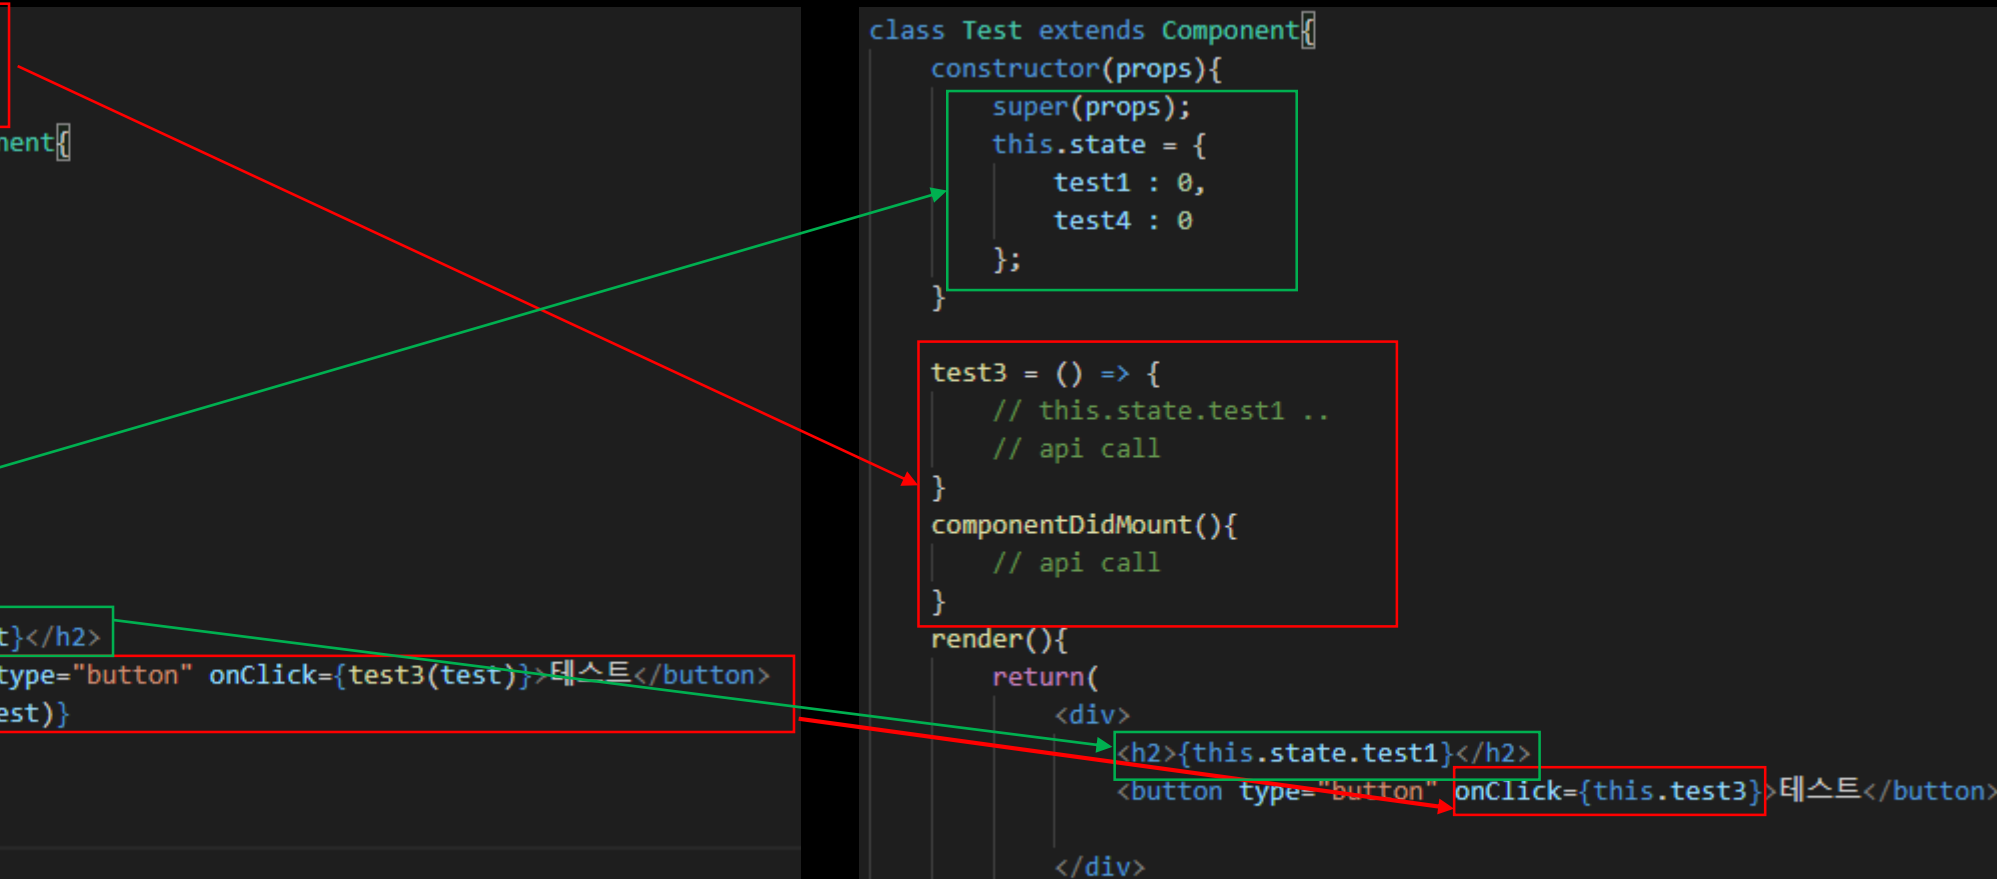 nent{
t}</h2>
type="button" onClick={test3(test)}>테스트</button>
est)}
class Test extends Component{
constructor(props){
super(props);
this.state = {
test1 : 0,
test4 : 0
};
}
test3 = () => {
// this.state.test1 ..
// api call
}
componentDidMount(){
// api call
}
render(){
return(
<div>
<h2>{this.state.test1}</h2>
<button type="button" onClick={this.test3}>테스트</button>
</div>